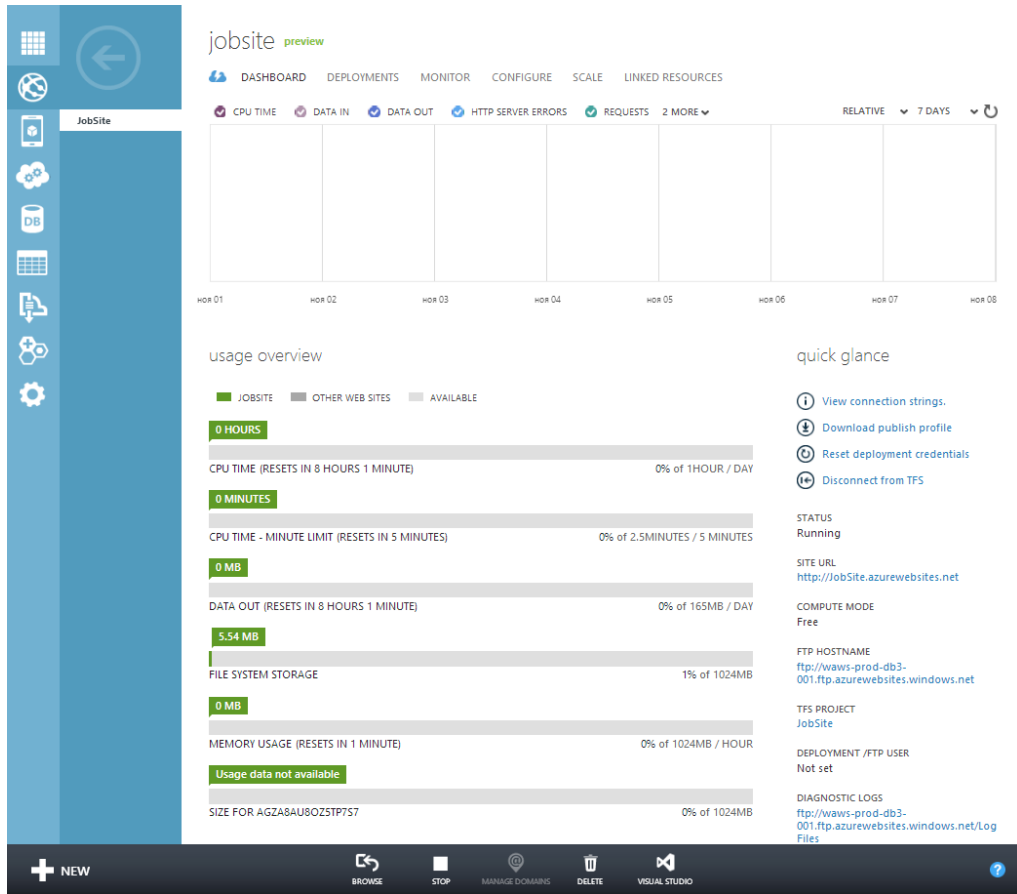 jobsite preview
DASHBOARD DEPLOYMENTS MONITOR CONFIGURE SCALE LINKED RESOURCES
JobSite
CPU TIME DATA IN DATA OUT HTTP SERVER ERRORS REQUESTS 2 MORE RELATIVE 7 DAYS
DB
ноя 01 ноя 02 ноя 03 ноя 04 ноя 05 ноя 06 ноя 07 ноя 08
usage overview
JOBSITE OTHER WEB SITES AVAILABLE
0 HOURS
CPU TIME (RESETS IN 8 HOURS 1 MINUTE) 0% of 1HOUR / DAY
0 MINUTES
CPU TIME - MINUTE LIMIT (RESETS IN 5 MINUTES) 0% of 2.5MINUTES / 5 MINUTES
0 MB
DATA OUT (RESETS IN 8 HOURS 1 MINUTE) 0% of 165MB / DAY
5.54 MB
FILE SYSTEM STORAGE 1% of 1024MB
0 MB
MEMORY USAGE (RESETS IN 1 MINUTE) 0% of 1024MB / HOUR
Usage data not available
SIZE FOR AGZA8AU8OZ5TP7S7 0% of 1024MB
quick glance
View connection strings.
Download publish profile
Reset deployment credentials
Disconnect from TFS
STATUS
Running
SITE URL
http://JobSite.azurewebsites.net
COMPUTE MODE
Free
FTP HOSTNAME
ftp://waws-prod-db3-
001.ftp.azurewebsites.windows.net
TFS PROJECT
JobSite
DEPLOYMENT /FTP USER
Not set
DIAGNOSTIC LOGS
ftp://waws-prod-db3-
001.ftp.azurewebsites.windows.net/Log
Files
NEW BROWSE STOP MANAGE DOMAINS DELETE VISUAL STUDIO ?